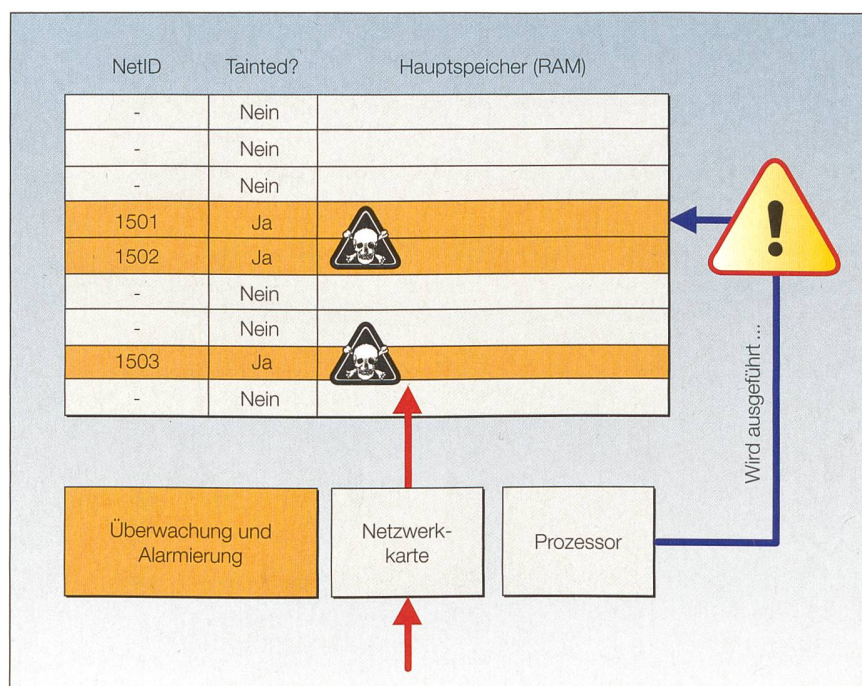 NetID Tainted? Hauptspeicher (RAM)
- Nein
- Nein
- Nein
1501 Ja
1502 Ja
- Nein
- Nein
1503 Ja
- Nein
!
Wird ausgeführt ...
Überwachung und
Alarmierung
Netzwerk-
karte
Prozessor